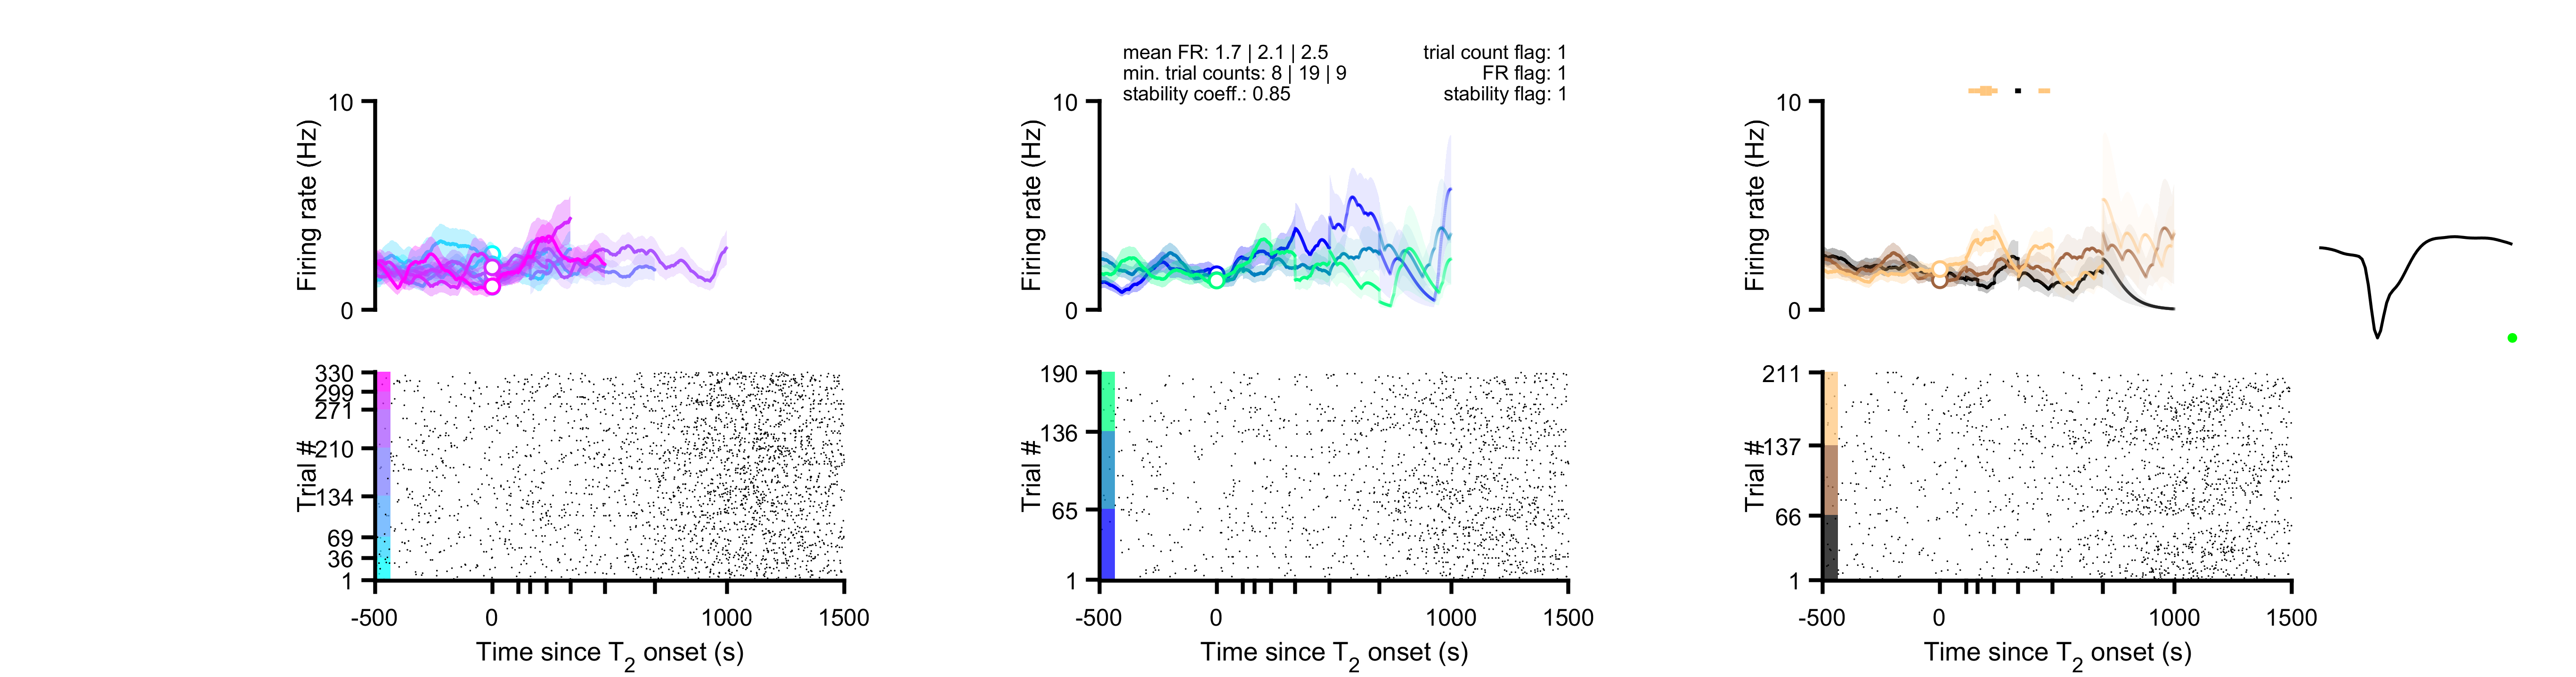 mean FR: 1.7 | 2.1 | 2.5
min. trial counts: 8 | 19 | 9
stability coeff.: 0.85
trial count flag: 1
FR flag: 1
stability flag: 1
Firing rate (Hz)
10
0
Firing rate (Hz)
10
0
Firing rate (Hz)
10
0
Trial #
330
299
271
210
134
69
36
1
-500
0
1000
1500
Time since T2 onset (s)
Trial #
190
136
65
1
-500
0
1000
1500
Time since T2 onset (s)
Trial #
211
137
66
1
-500
0
1000
1500
Time since T2 onset (s)